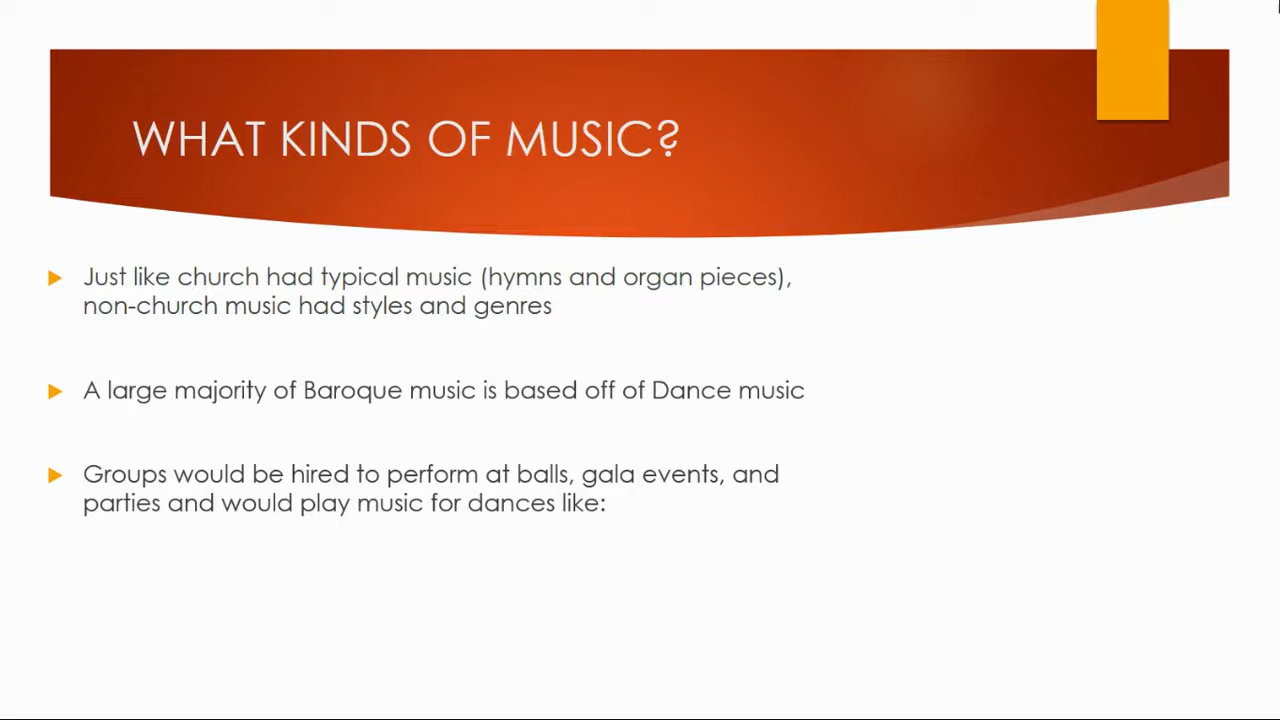 WHAT KINDS OF MUSIC?
Just like church had typical music (hymns and organ pieces),
non-church music had styles and genres
A large majority of Baroque music is based off of Dance music
Groups would be hired to perform at balls, gala events, and
parties and would play music for dances like: